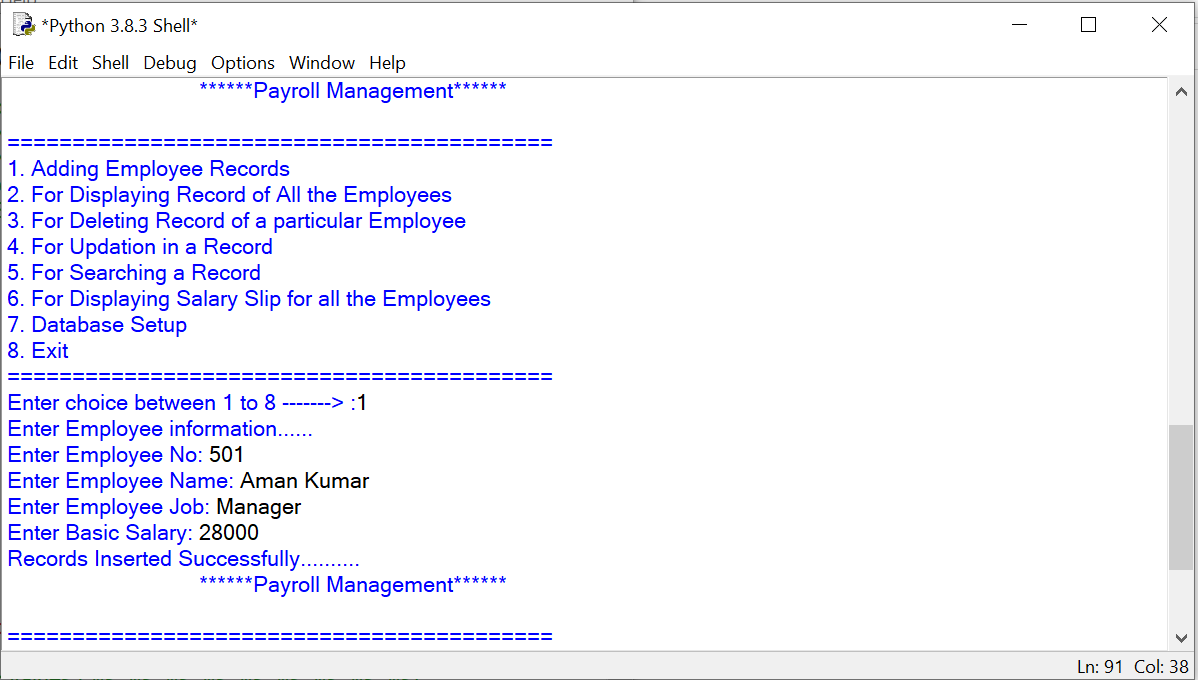 *Python 3.8.3 Shell*
File Edit Shell Debug Options Window Help
******Payroll Management******
==========================================
1. Adding Employee Records
2. For Displaying Record of All the Employees
3. For Deleting Record of a particular Employee
4. For Updation in a Record
5. For Searching a Record
6. For Displaying Salary Slip for all the Employees
7. Database Setup
8. Exit
==========================================
Enter choice between 1 to 8 -------> :1
Enter Employee information......
Enter Employee No: 501
Enter Employee Name: Aman Kumar
Enter Employee Job: Manager
Enter Basic Salary: 28000
Records Inserted Successfully..........
******Payroll Management******
==========================================
Ln: 91 Col: 38